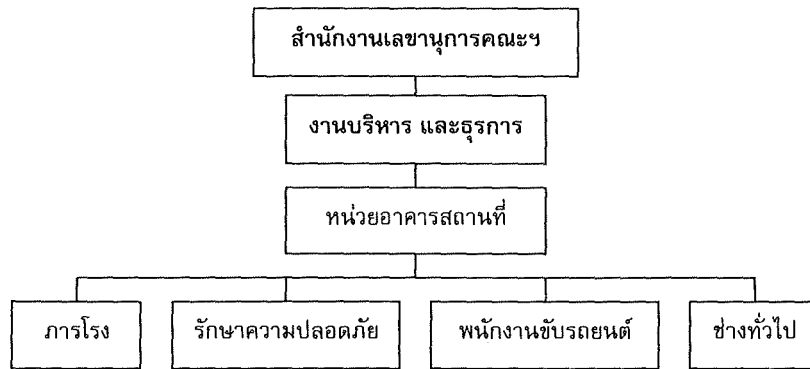 สำนักงานเลขานุการคณะฯ
งานบริหาร และธุรการ
หน่วยอาคารสถานที่
ภารโรง
รักษาความปลอดภัย
พนักงานขับรถยนต์
ช่างทั่วไป